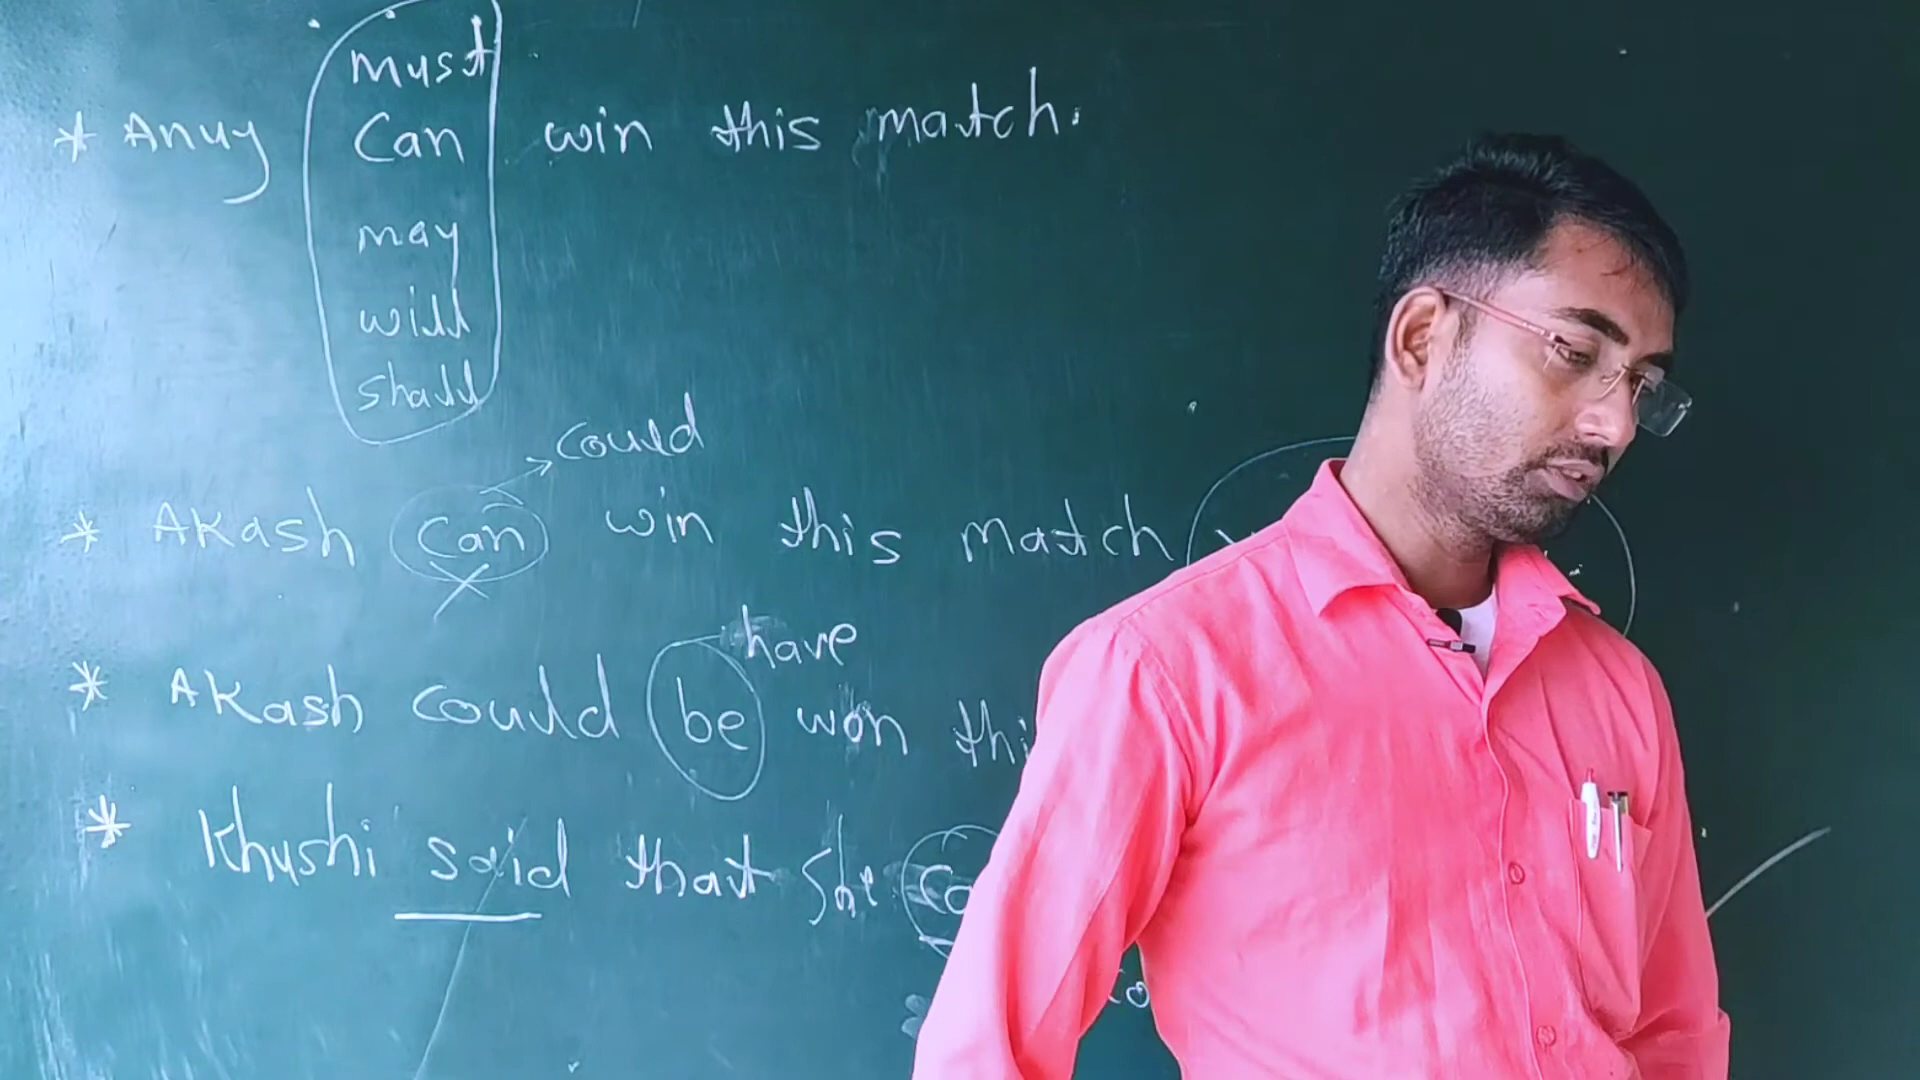 must
* Anuj can win this match.
may
will
shall
could
* Akash can win this match
have
* Akash could be won thi
* Khushi said that she